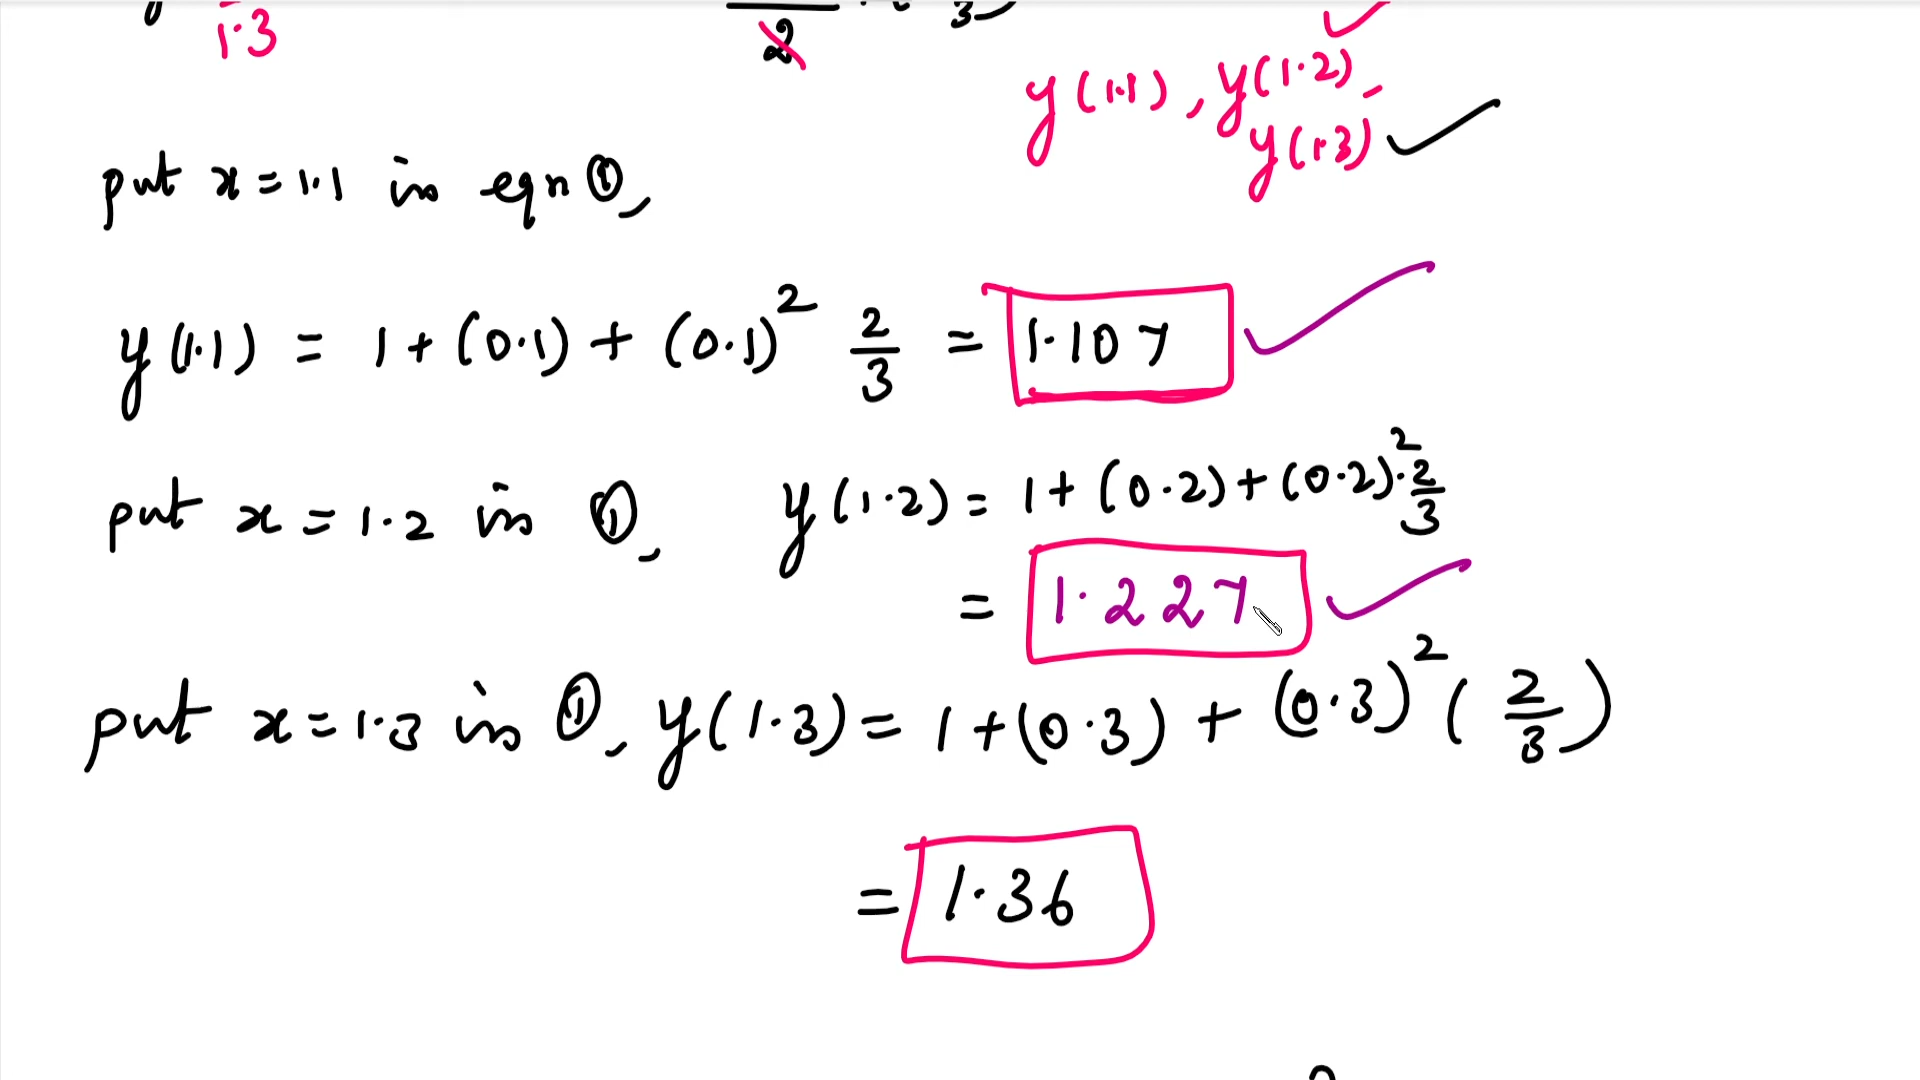 1.3 2 3
y(1.1), y(1.2),
y(1.3)
put x = 1.1 in eqn ①,
y(1.1) = 1 + (0.1) + (0.1)² 2/3 = 1.107
put x = 1.2 in ①, y(1.2) = 1 + (0.2) + (0.2)² · 2/3
= 1.227
put x = 1.3 in ①, y(1.3) = 1 + (0.3) + (0.3)² (2/3)
= 1.36